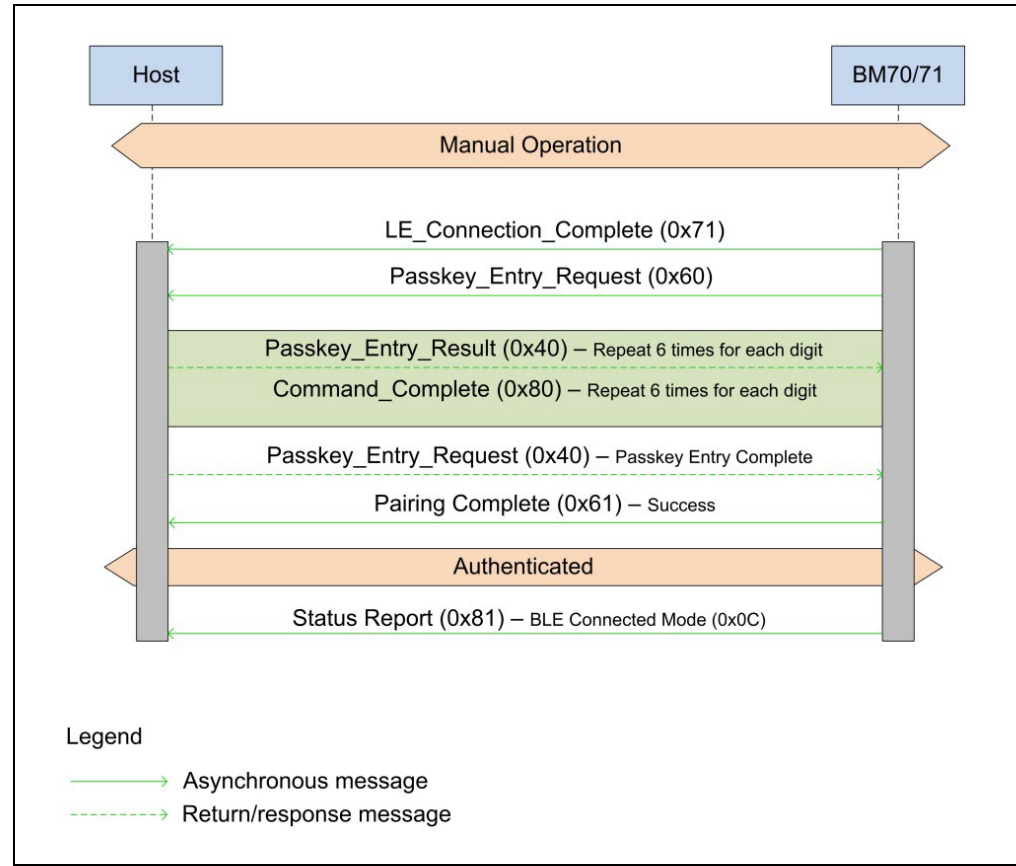 Host
BM70/71
Manual Operation
LE_Connection_Complete (0x71)
Passkey_Entry_Request (0x60)
Passkey_Entry_Result (0x40) – Repeat 6 times for each digit
Command_Complete (0x80) – Repeat 6 times for each digit
Passkey_Entry_Request (0x40) – Passkey Entry Complete
Pairing Complete (0x61) – Success
Authenticated
Status Report (0x81) – BLE Connected Mode (0x0C)
Legend
Asynchronous message
Return/response message